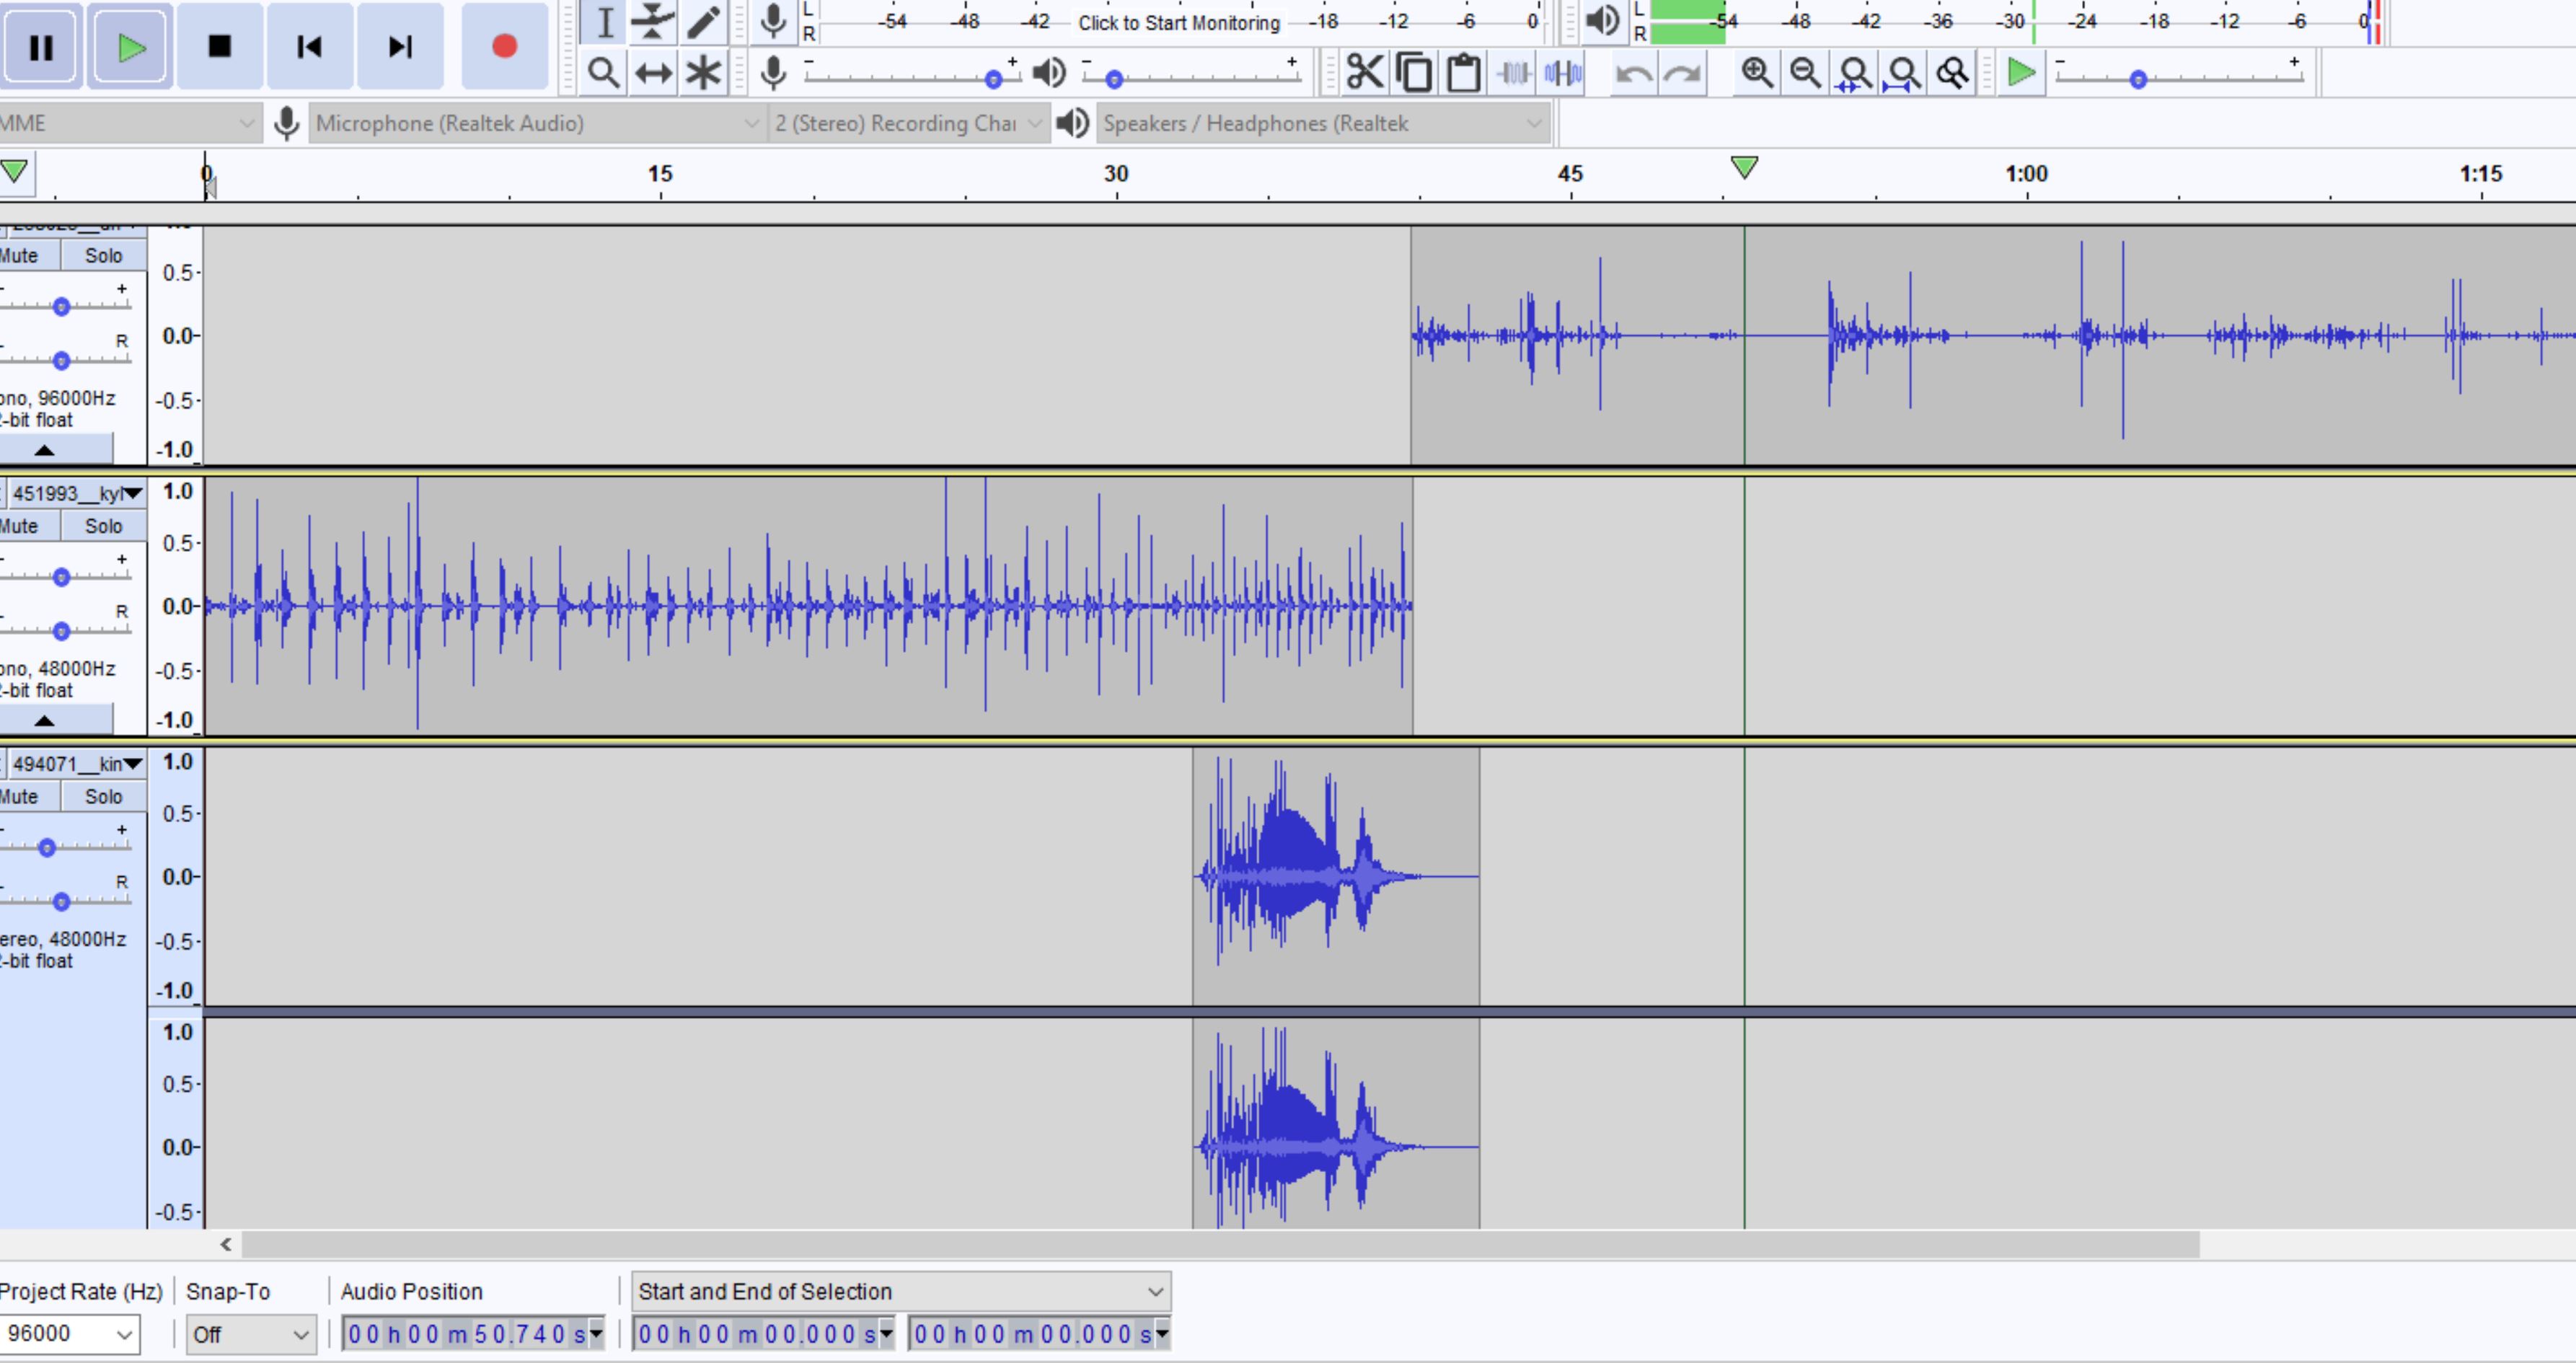 L -54 -48 -42 Click to Start Monitoring -18 -12 -6 0 L -54 -48 -42 -36 -30 -24 -18 -12 -6 0
R R
- + - + - +
MME Microphone (Realtek Audio) 2 (Stereo) Recording Chai Speakers / Headphones (Realtek
0 15 30 45 1:00 1:15
Mute Solo
0.5
- +
0.0
R
ono, 96000Hz
-0.5
2-bit float
-1.0
451993__kyl 1.0
Mute Solo
0.5
- +
0.0
R
ono, 48000Hz
-0.5
2-bit float
-1.0
494071__kin 1.0
Mute Solo
0.5
- +
0.0
R
ereo, 48000Hz
-0.5
2-bit float
-1.0
1.0
0.5
0.0
-0.5
Project Rate (Hz) Snap-To Audio Position Start and End of Selection
96000 Off 00 h 00 m 50.740 s 00 h 00 m 00.000 s 00 h 00 m 00.000 s